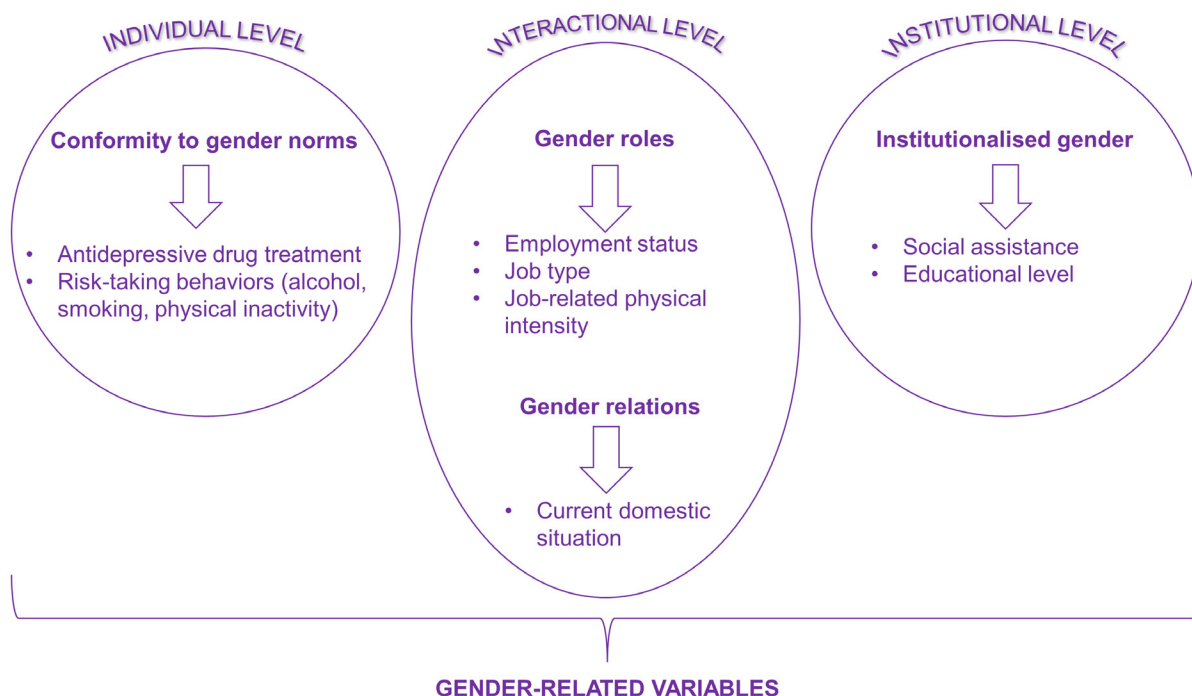 INDIVIDUAL LEVEL
Conformity to gender norms
• Antidepressive drug treatment
• Risk-taking behaviors (alcohol,
smoking, physical inactivity)
INTERACTIONAL LEVEL
Gender roles
• Employment status
• Job type
• Job-related physical
intensity
Gender relations
• Current domestic
situation
INSTITUTIONAL LEVEL
Institutionalised gender
• Social assistance
• Educational level
GENDER-RELATED VARIABLES